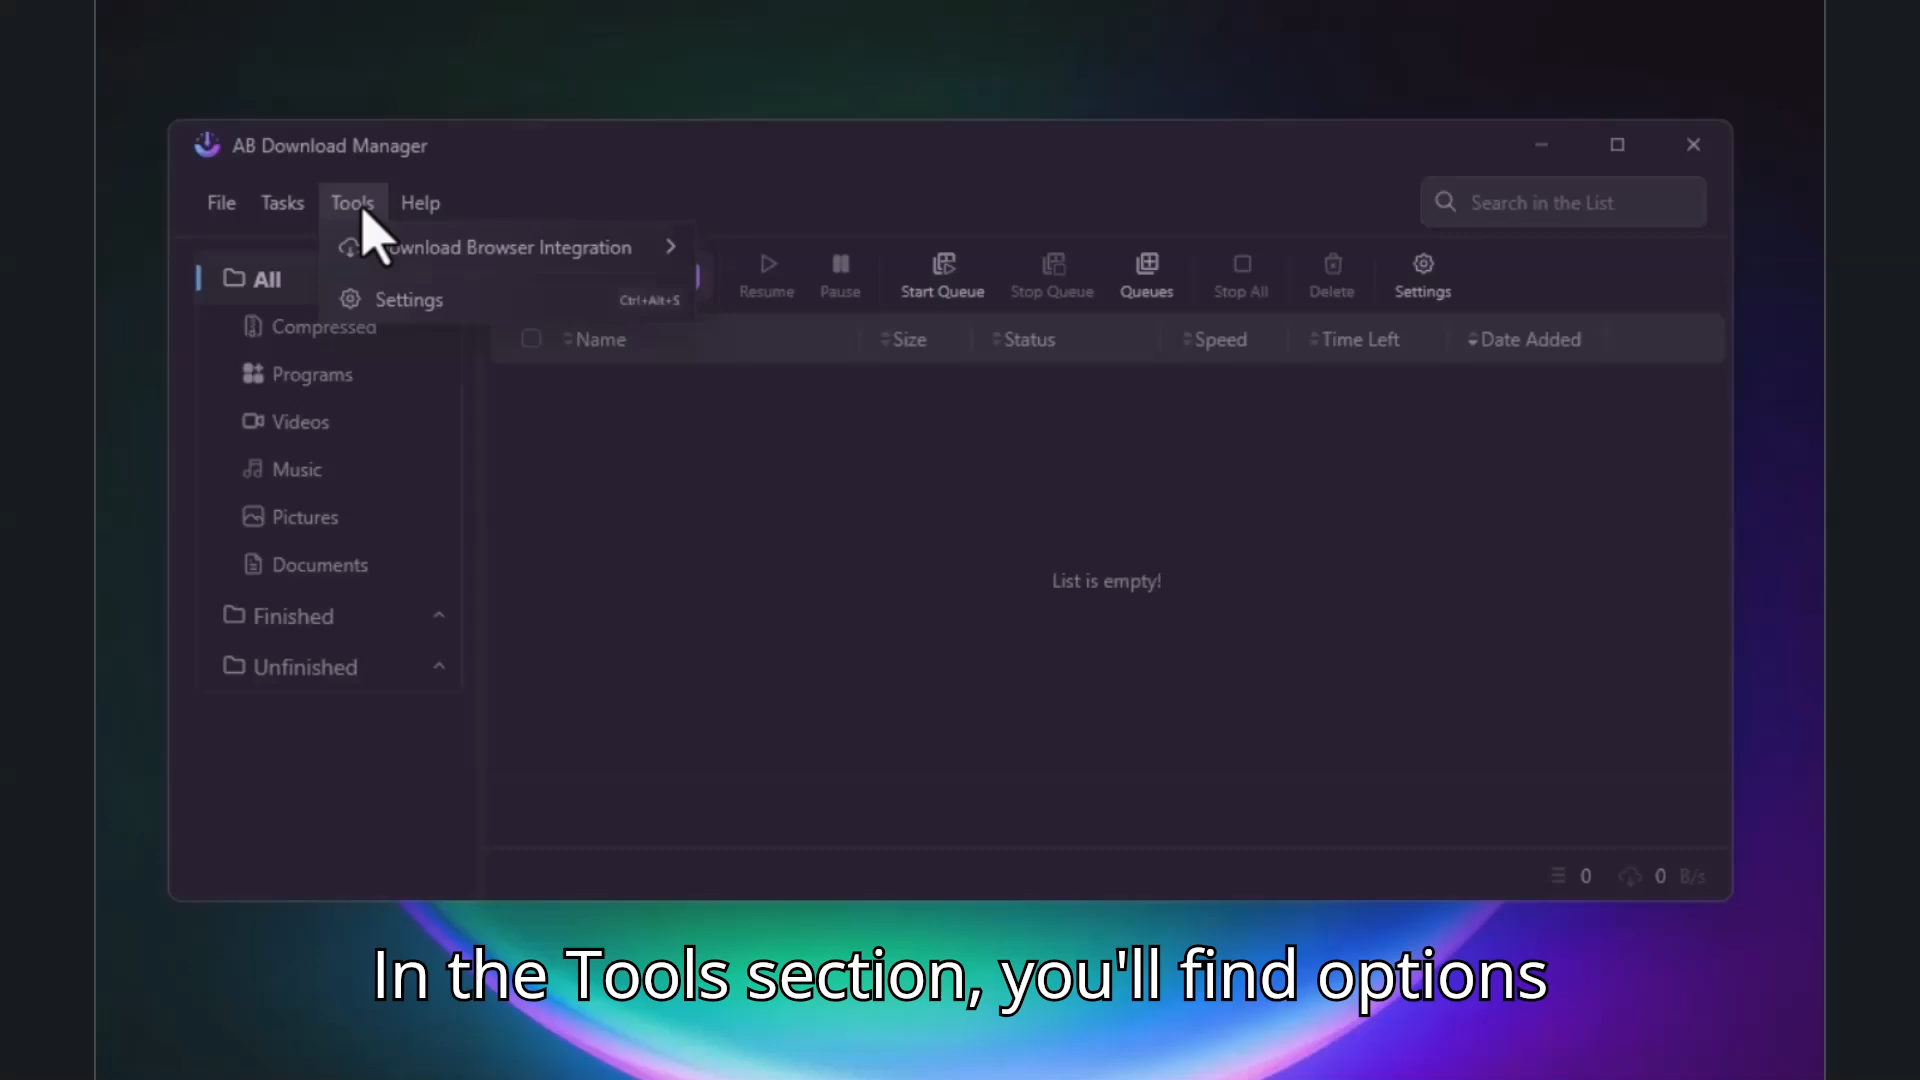 AB Download Manager
File Tasks Tools Help
Search in the List
Download Browser Integration
Settings Ctrl+Alt+S
Resume Pause Start Queue Stop Queue Queues Stop All Delete Settings
All
Compressed
Programs
Videos
Music
Pictures
Documents
Finished
Unfinished
Name Size Status Speed Time Left Date Added
List is empty!
0 0 B/s
In the Tools section, you'll find options